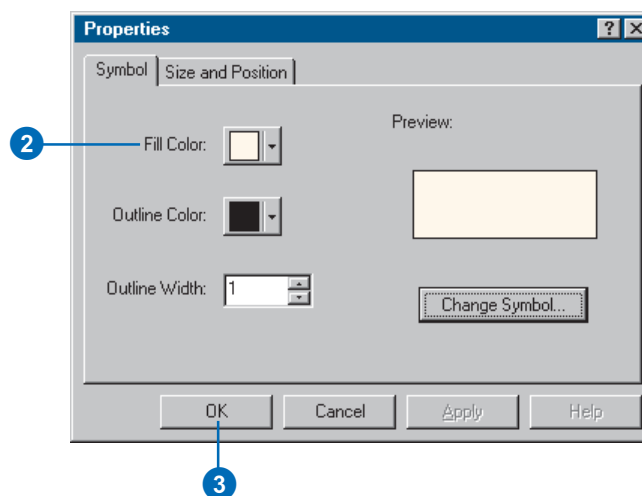 Properties
? X
Symbol Size and Position
2
Fill Color:
Preview:
Outline Color:
Outline Width: 1
Change Symbol...
OK Cancel Apply Help
3